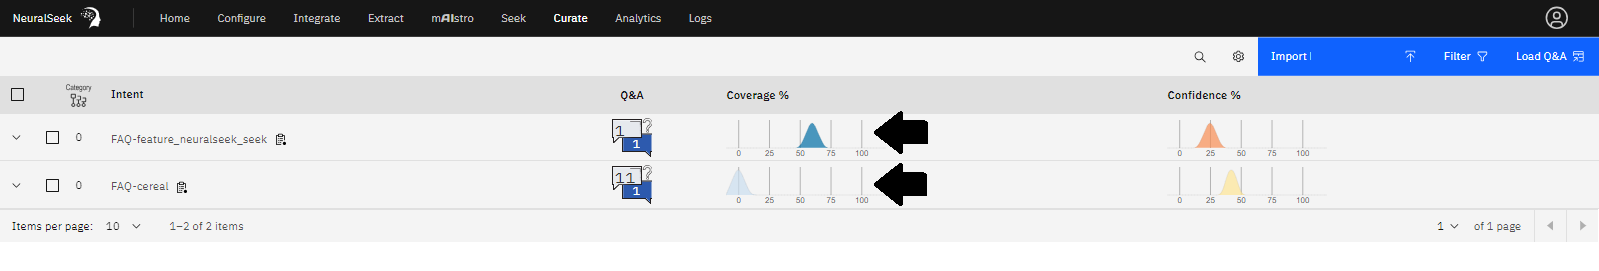 NeuralSeek Home Configure Integrate Extract mAIstro Seek Curate Analytics Logs
Import Filter Load Q&A
Category Intent Q&A Coverage % Confidence %
0 FAQ-feature_neuralseek_seek 1 ? 1 0 25 50 75 100 0 25 50 75 100
0 FAQ-cereal 11 ? 1 0 25 50 75 100 0 25 50 75 100
Items per page: 10 1–2 of 2 items 1 of 1 page